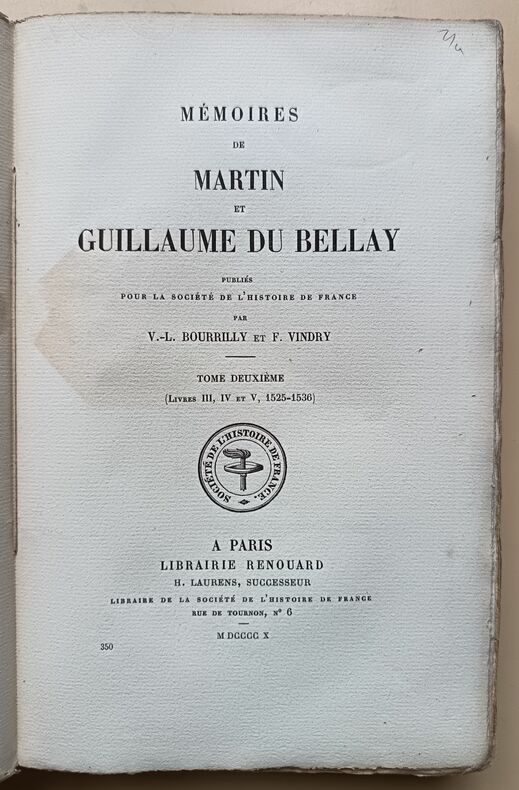 MÉMOIRES
DE
MARTIN
ET
GUILLAUME DU BELLAY
PUBLIÉS
POUR LA SOCIÉTÉ DE L'HISTOIRE DE FRANCE
PAR
V.-L. BOURRILLY ET F. VINDRY
TOME DEUXIÈME
(LIVRES III, IV ET V, 1525-1536)
SOCIÉTÉ DE L'HISTOIRE DE FRANCE.
A PARIS
LIBRAIRIE RENOUARD
H. LAURENS, SUCCESSEUR
LIBRAIRE DE LA SOCIÉTÉ DE L'HISTOIRE DE FRANCE
RUE DE TOURNON, N° 6
M DCCCC X
350